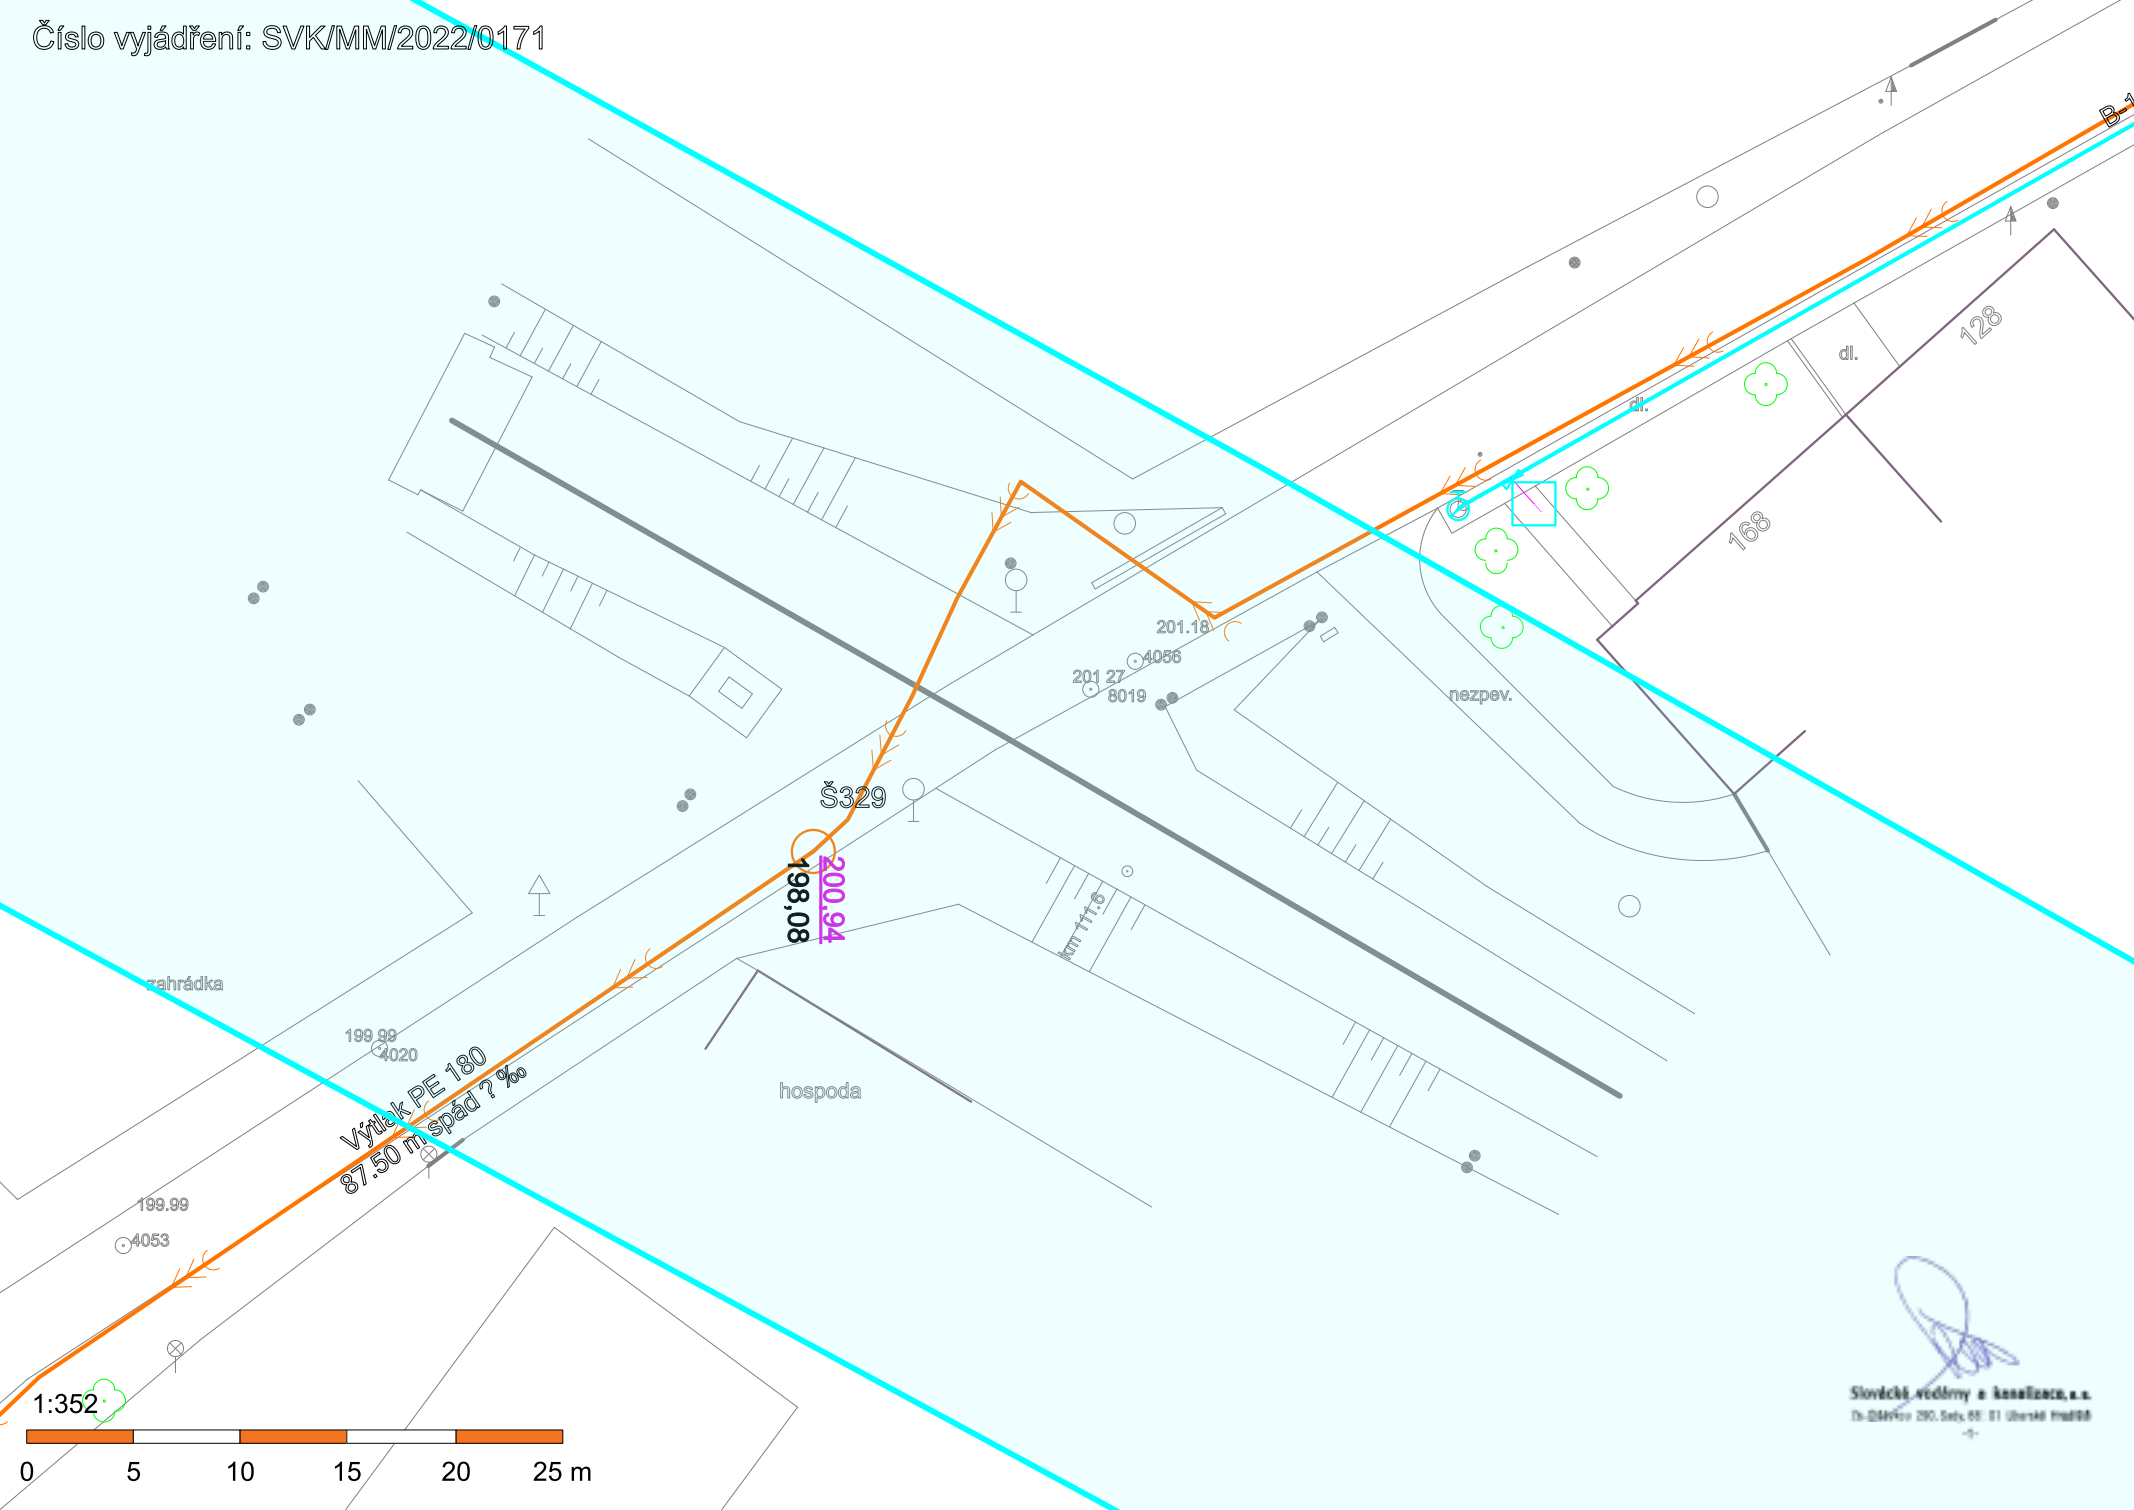 Číslo vyjádření: SVK/MM/2022/0171
B-1
128
dl.
dl.
168
201.18
4056
201 27
8019
nezpev.
Š329
200,94
198,08
km 111.6
zahrádka
199 99
4020
Výtlak PE 180
87.50 m spád ? ‰
hospoda
199.99
4053
1:352
0 5 10 15 20 25 m
Slovácké vodárny a kanalizace, a.s.